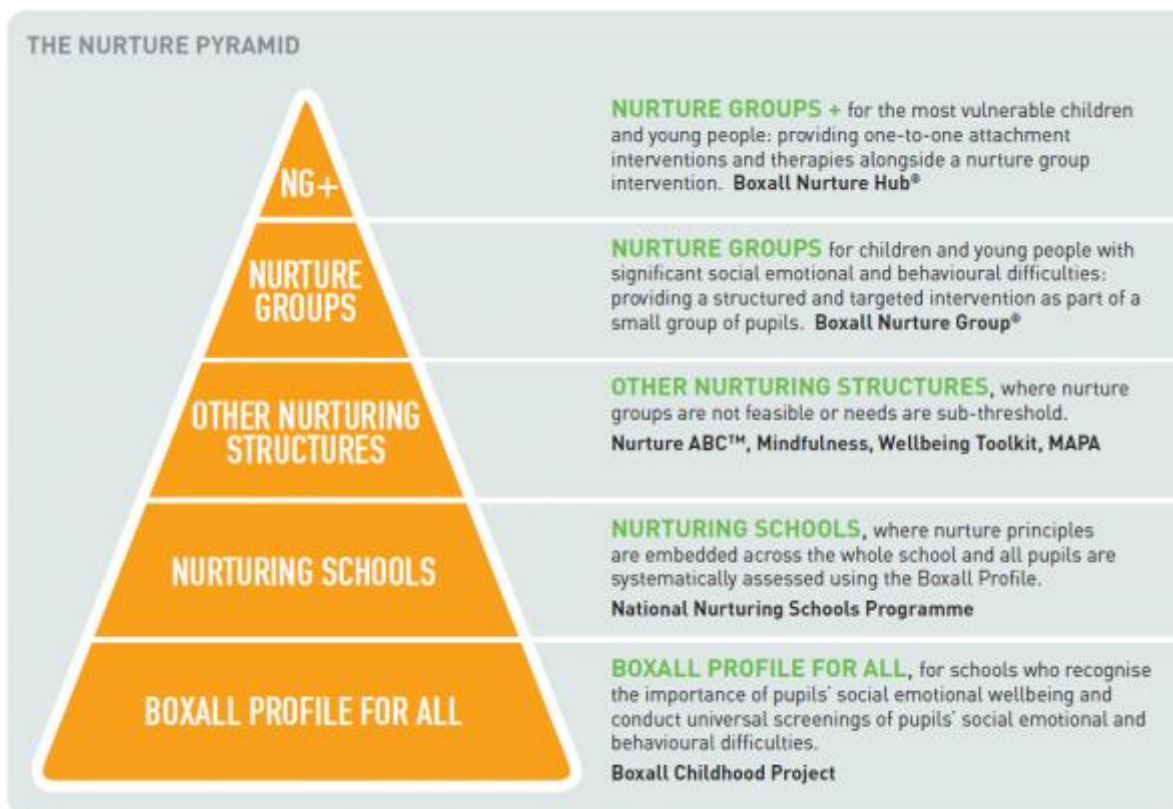 THE NURTURE PYRAMID
NG+
NURTURE GROUPS + for the most vulnerable children
and young people: providing one-to-one attachment
interventions and therapies alongside a nurture group
intervention. Boxall Nurture Hub®
NURTURE
GROUPS
NURTURE GROUPS for children and young people with
significant social emotional and behavioural difficulties:
providing a structured and targeted intervention as part of a
small group of pupils. Boxall Nurture Group®
OTHER NURTURING
STRUCTURES
OTHER NURTURING STRUCTURES, where nurture
groups are not feasible or needs are sub-threshold.
Nurture ABC™, Mindfulness, Wellbeing Toolkit, MAPA
NURTURING SCHOOLS
NURTURING SCHOOLS, where nurture principles
are embedded across the whole school and all pupils are
systematically assessed using the Boxall Profile.
National Nurturing Schools Programme
BOXALL PROFILE FOR ALL
BOXALL PROFILE FOR ALL, for schools who recognise
the importance of pupils' social emotional wellbeing and
conduct universal screenings of pupils' social emotional and
behavioural difficulties.
Boxall Childhood Project